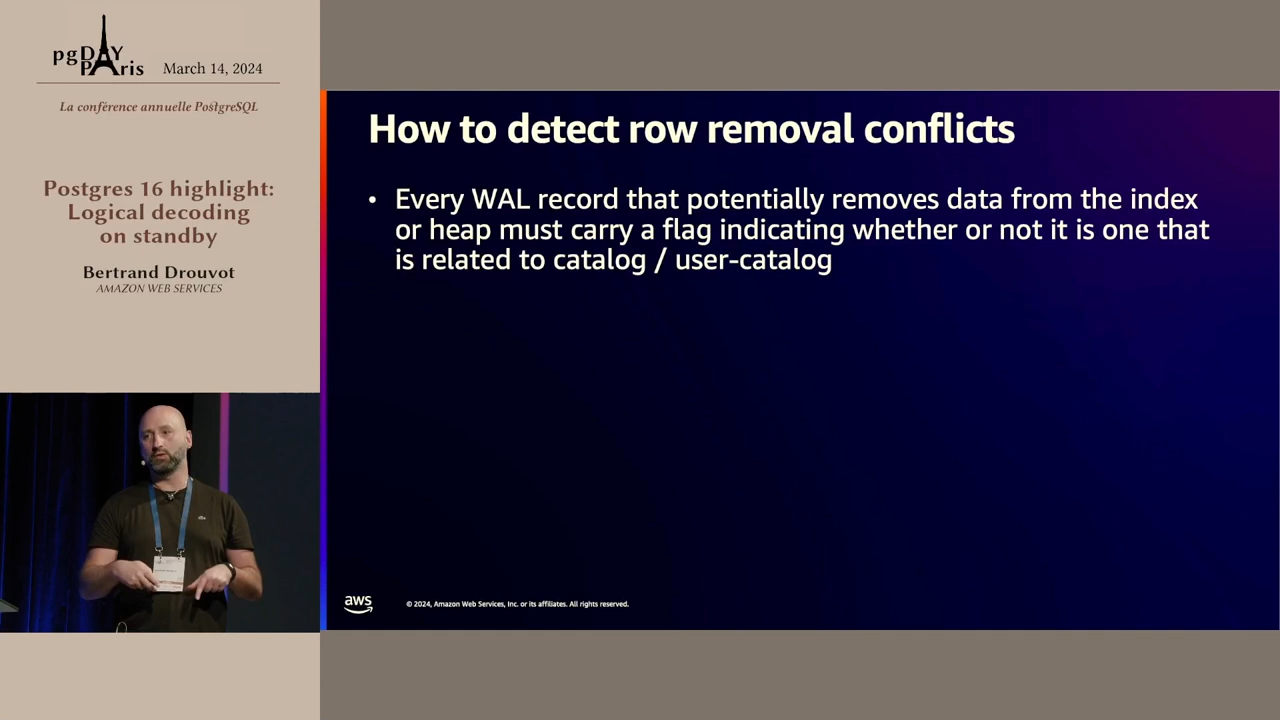 pgDAY
PAris
March 14, 2024
La conférence annuelle PostgreSQL
Postgres 16 highlight:
Logical decoding
on standby
Bertrand Drouvot
AMAZON WEB SERVICES
How to detect row removal conflicts
• Every WAL record that potentially removes data from the index
or heap must carry a flag indicating whether or not it is one that
is related to catalog / user-catalog
aws
© 2024, Amazon Web Services, Inc. or its affiliates. All rights reserved.